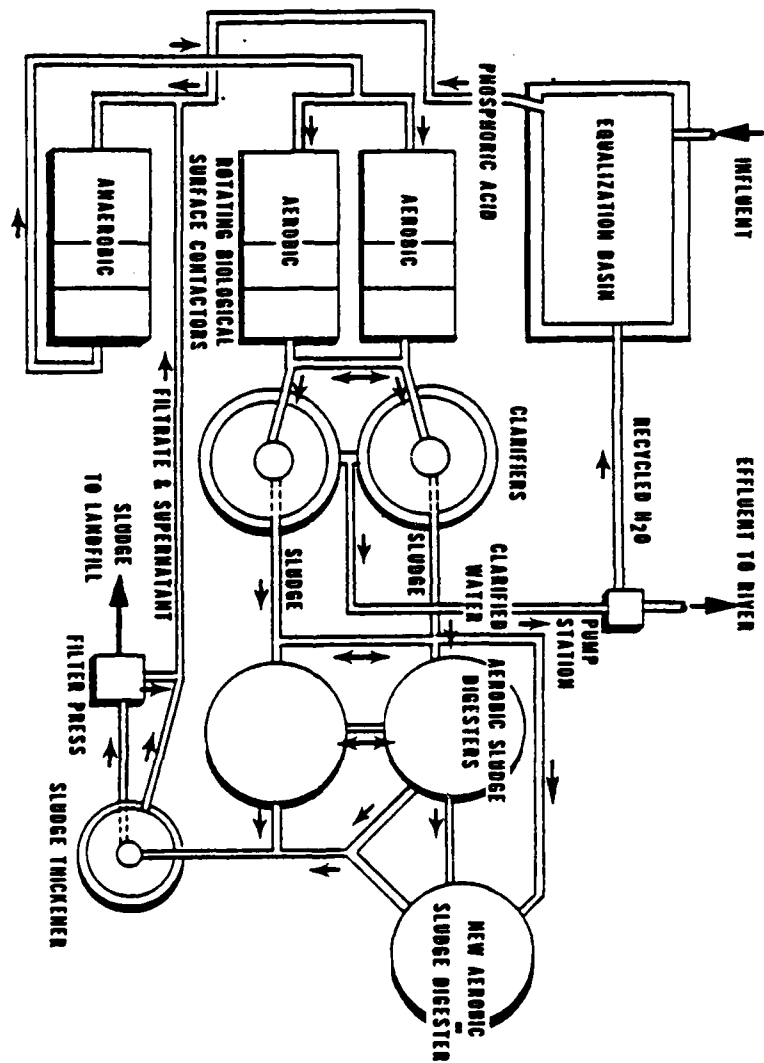 INFLUENT
EFFLUENT TO RIVER
EQUALIZATION
BASIN
RECYCLED H₂O
PUMP
STATION
PHOSPHORIC ACID
CLARIFIERS
CLARIFIED
WATER
AEROBIC SLUDGE
DIGESTERS
NEW AEROBIC
SLUDGE DIGESTER
AEROBIC
SLUDGE
AEROBIC
SLUDGE
ROTATING BIOLOGICAL
SURFACE CONTACTORS
FILTRATE & SUPERNATANT
ANAEROBIC
SLUDGE
TO LANDFILL
FILTER PRESS
SLUDGE THICKENER